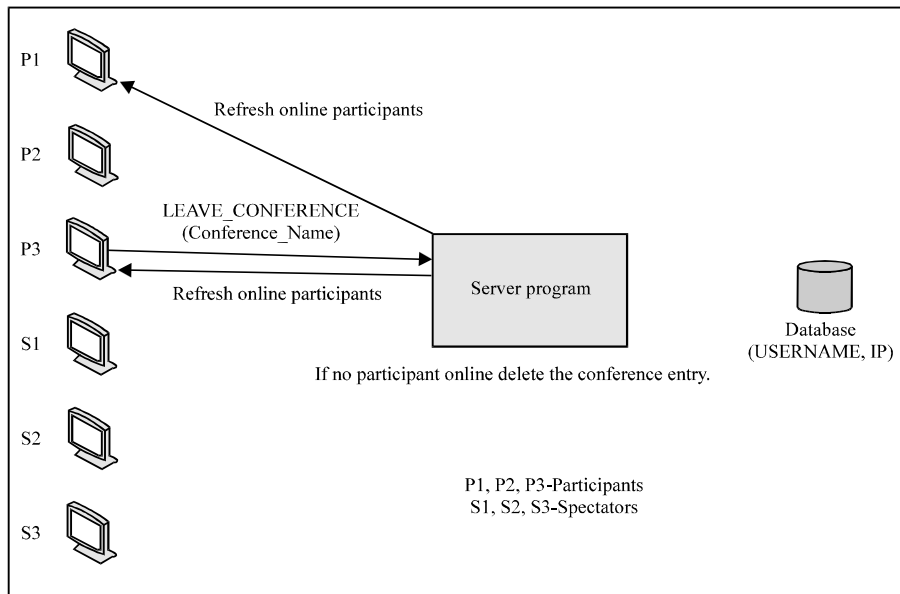 P1
Refresh online participants
P2
LEAVE_CONFERENCE
(Conference_Name)
P3
Refresh online participants
Server program
Database
(USERNAME, IP)
S1
If no participant online delete the conference entry.
S2
P1, P2, P3-Participants
S1, S2, S3-Spectators
S3